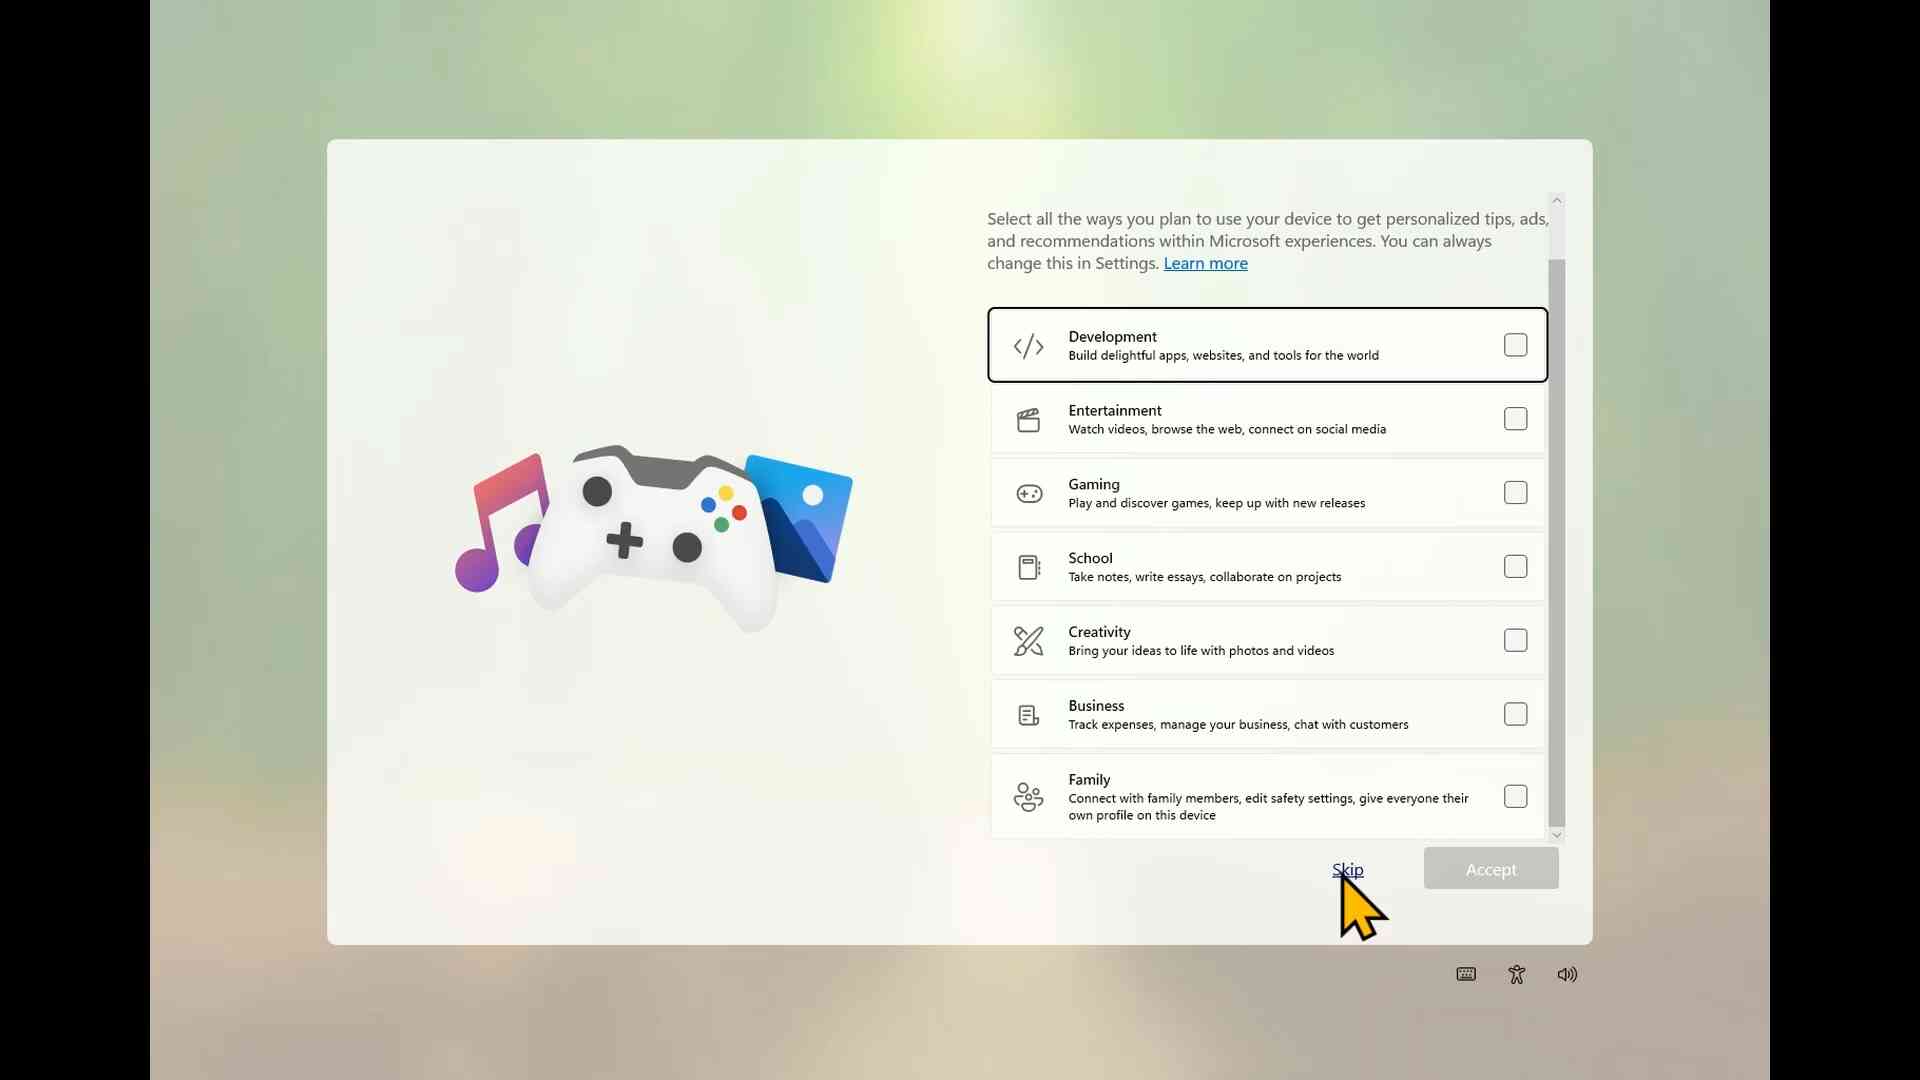 Select all the ways you plan to use your device to get personalized tips, ads,
and recommendations within Microsoft experiences. You can always
change this in Settings. Learn more
Development
Build delightful apps, websites, and tools for the world
Entertainment
Watch videos, browse the web, connect on social media
Gaming
Play and discover games, keep up with new releases
School
Take notes, write essays, collaborate on projects
Creativity
Bring your ideas to life with photos and videos
Business
Track expenses, manage your business, chat with customers
Family
Connect with family members, edit safety settings, give everyone their
own profile on this device
Skip
Accept